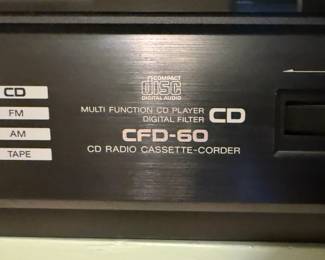 COMPACT
disc
DIGITAL AUDIO
CD
FM
AM
TAPE
MULTI FUNCTION CD PLAYER
DIGITAL FILTER
CD
CFD-60
CD RADIO CASSETTE-CORDER